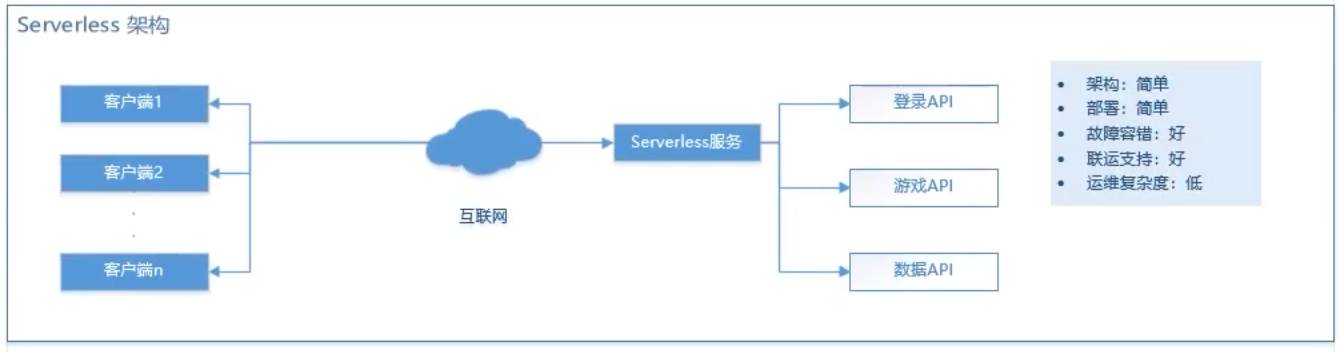 Serverless 架构
客户端1
客户端2
.
.
客户端n
互联网
Serverless服务
登录API
游戏API
数据API
• 架构：简单
• 部署：简单
• 故障容错：好
• 联运支持：好
• 运维复杂度：低